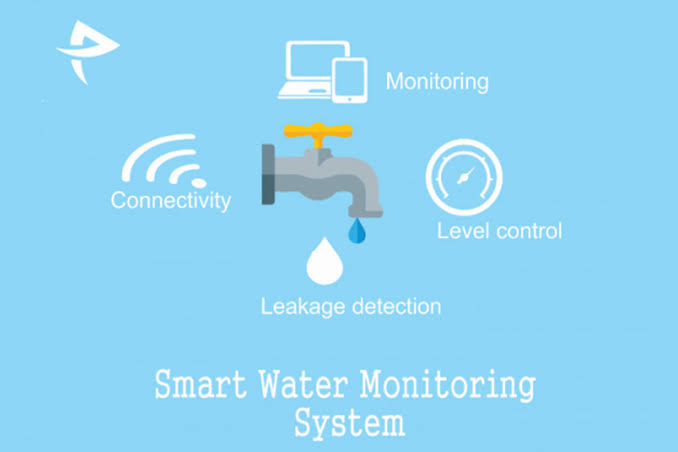 Monitoring
Connectivity
Level control
Leakage detection
Smart Water Monitoring
System